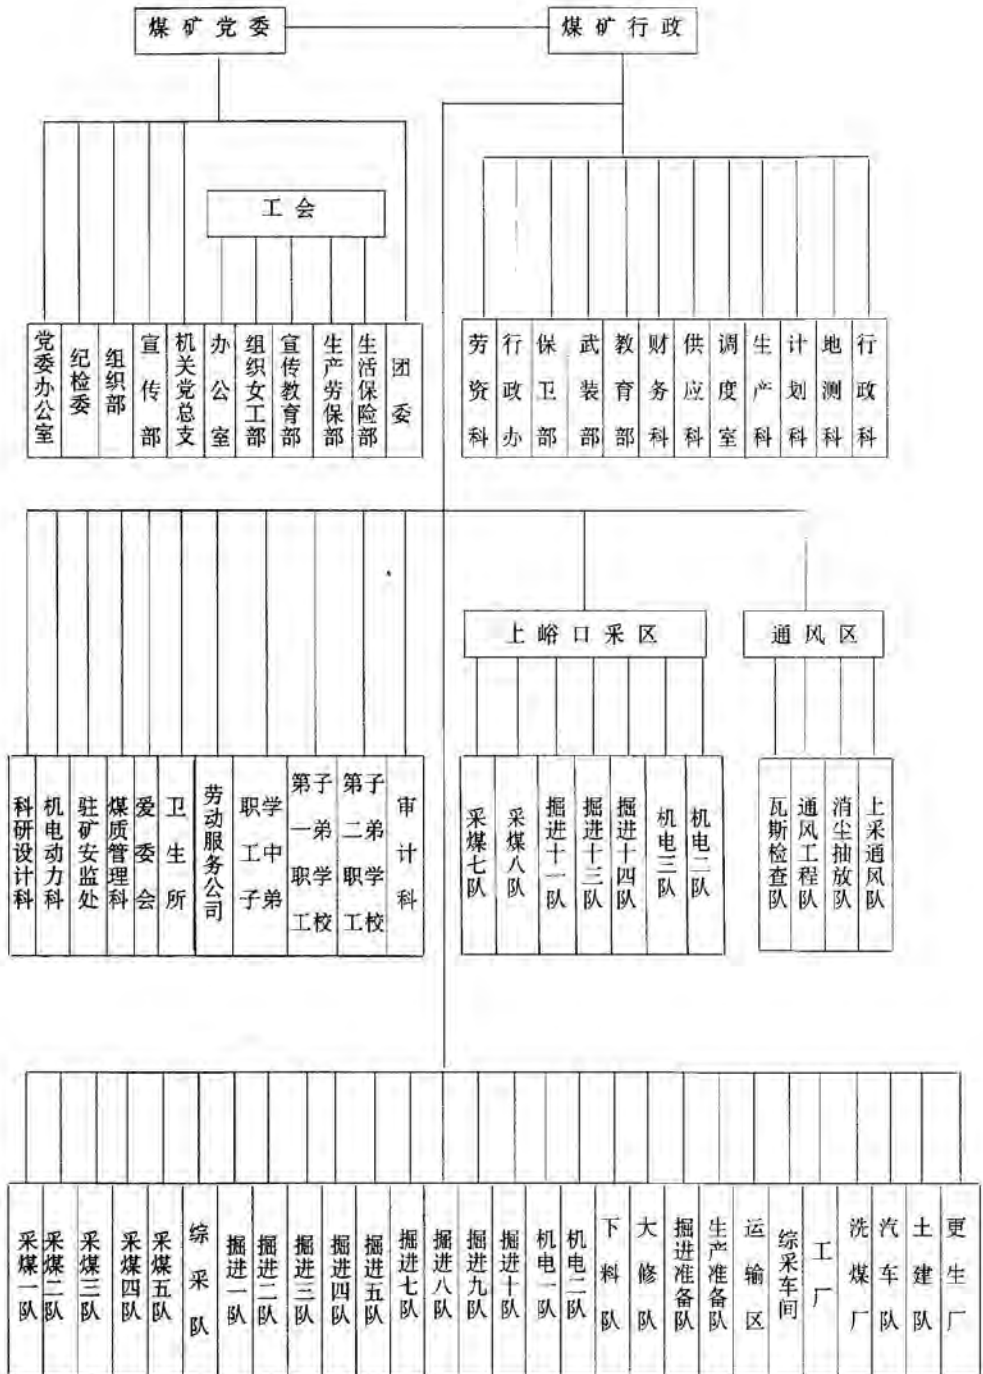 煤矿党委
煤矿行政
工会
党委办公室
纪检委
组织部
宣传部
机关党总支
办公室
组织女工部
宣传教育部
生产劳保部
生活保险部
团委
劳资科
行政办
保卫部
武装部
教育部
财务科
供应科
调度室
生产科
计划科
地测科
行政科
上峪口采区
通风区
科研设计科
机电动力科
驻矿安监处
煤质管理科
爱委会
卫生所
劳动服务公司
职工子
弟中学
第一职工
子弟学校
第二职工
子弟学校
审计科
采煤七队
采煤八队
掘进十一队
掘进十三队
掘进十四队
机电三队
机电二队
瓦斯检查队
通风工程队
消尘抽放队
上采通风队
采煤一队
采煤二队
采煤三队
采煤四队
采煤五队
综采队
掘进一队
掘进二队
掘进三队
掘进四队
掘进五队
掘进七队
掘进八队
掘进九队
掘进十队
机电一队
机电二队
下料队
大修队
掘进准备队
生产准备队
运输区
综采车间
工厂
洗煤厂
汽车队
土建队
更生厂